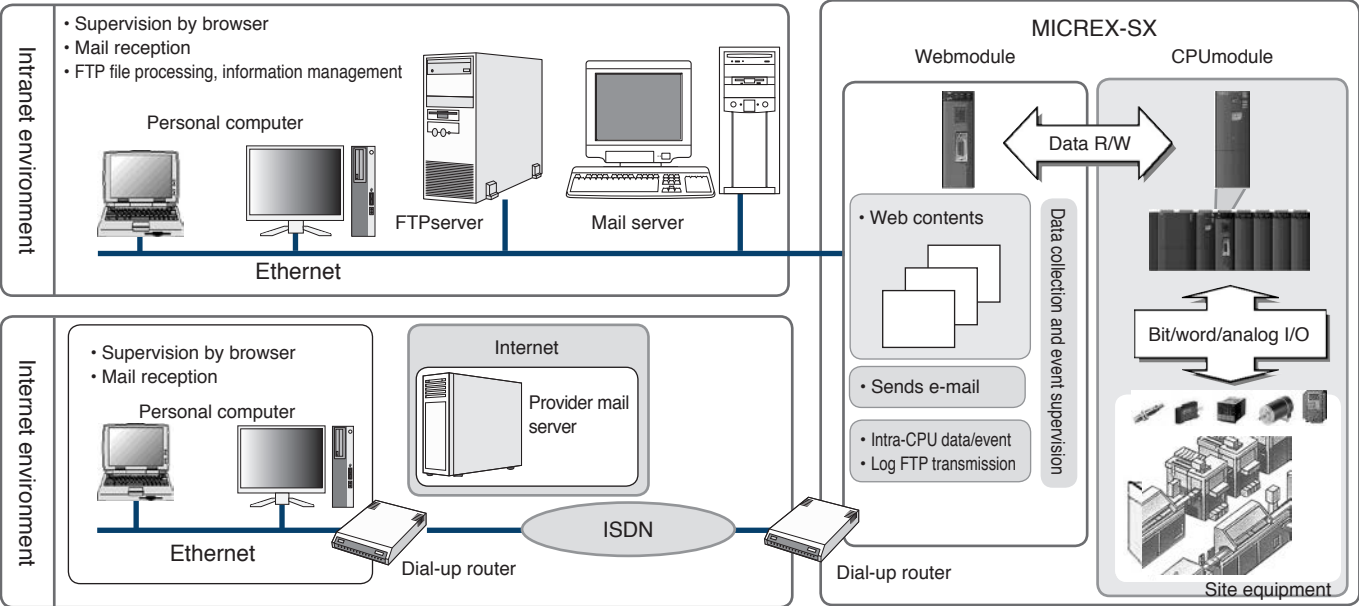 Intranet environment
• Supervision by browser
• Mail reception
• FTP file processing, information management
Personal computer
FTPserver
Mail server
Ethernet
Internet environment
• Supervision by browser
• Mail reception
Personal computer
Ethernet
Internet
Provider mail
server
ISDN
Dial-up router
Dial-up router
MICREX-SX
Webmodule
CPUmodule
Data R/W
• Web contents
• Sends e-mail
• Intra-CPU data/event
• Log FTP transmission
Data collection and event supervision
Bit/word/analog I/O
Site equipment